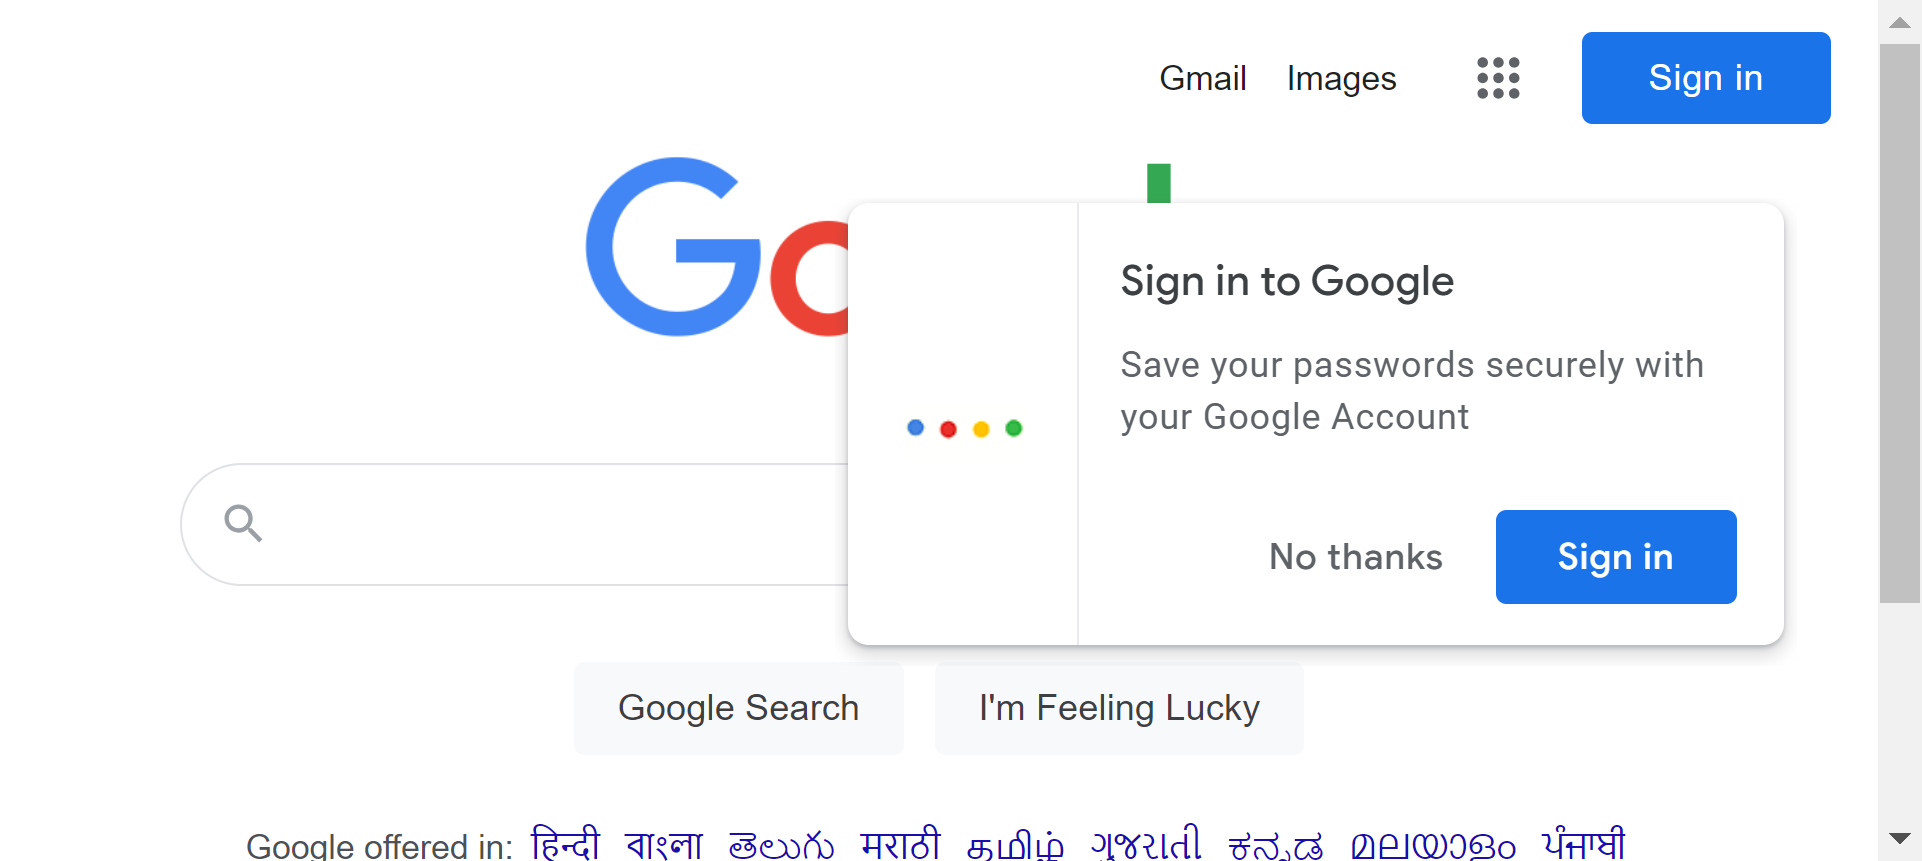 Gmail Images Sign in
Sign in to Google
Save your passwords securely with
your Google Account
No thanks Sign in
Google Search I'm Feeling Lucky
Google offered in: हिन्दी বাংলা తెలుగు मराठी தமிழ் ગુજરાતી ಕನ್ನಡ മലയാളം ਪੰਜਾਬੀ